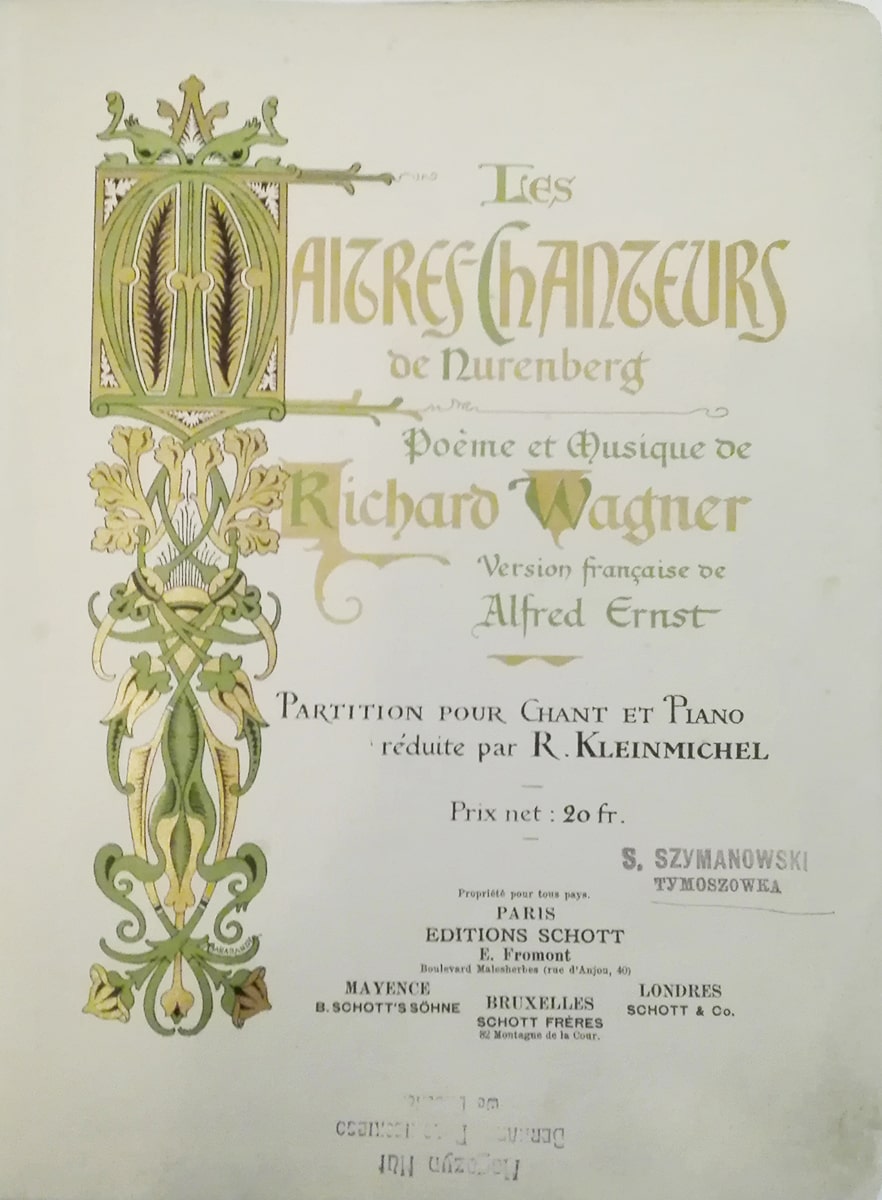 Les
MAITRES-ChANTEURS
de Nurenberg
Poème et Musique de
Richard Wagner
Version française de
Alfred Ernst
PARTITION POUR CHANT ET PIANO
réduite par R. KLEINMICHEL
Prix net : 20 fr.
S. SZYMANOWSKI
TYMOSZOWKA
Propriété pour tous pays.
PARIS
EDITIONS SCHOTT
E. Fromont
Boulevard Malesherbes (rue d'Anjou, 40)
MAYENCE
B. SCHOTT'S SÖHNE
BRUXELLES
SCHOTT FRÈRES
82 Montagne de la Cour.
LONDRES
SCHOTT & Co.
Magazyn Nut